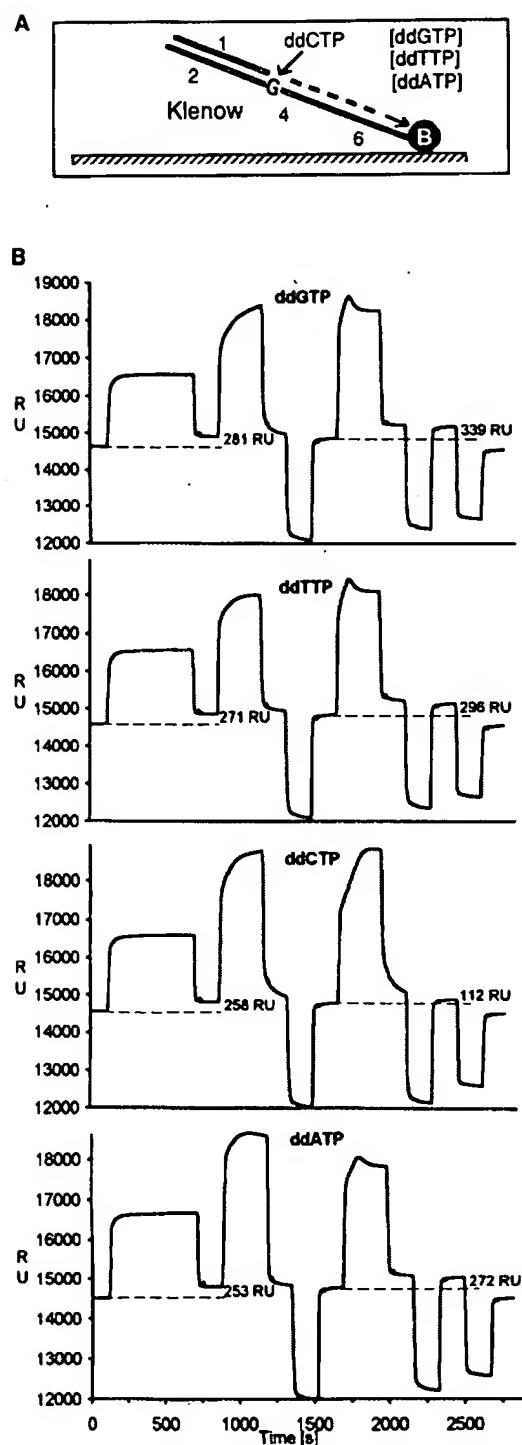 A
1
ddCTP
[ddGTP]
[ddTTP]
[ddATP]
2
G
4
Klenow
6
B
B
19000
18000
17000
16000
15000
14000
13000
12000
R
U
ddGTP
281 RU
339 RU
18000
17000
16000
15000
14000
13000
12000
R
U
ddTTP
271 RU
296 RU
18000
17000
16000
15000
14000
13000
12000
R
U
ddCTP
258 RU
112 RU
18000
17000
16000
15000
14000
13000
12000
R
U
ddATP
253 RU
272 RU
0
500
1000
1500
2000
2500
Time [s]